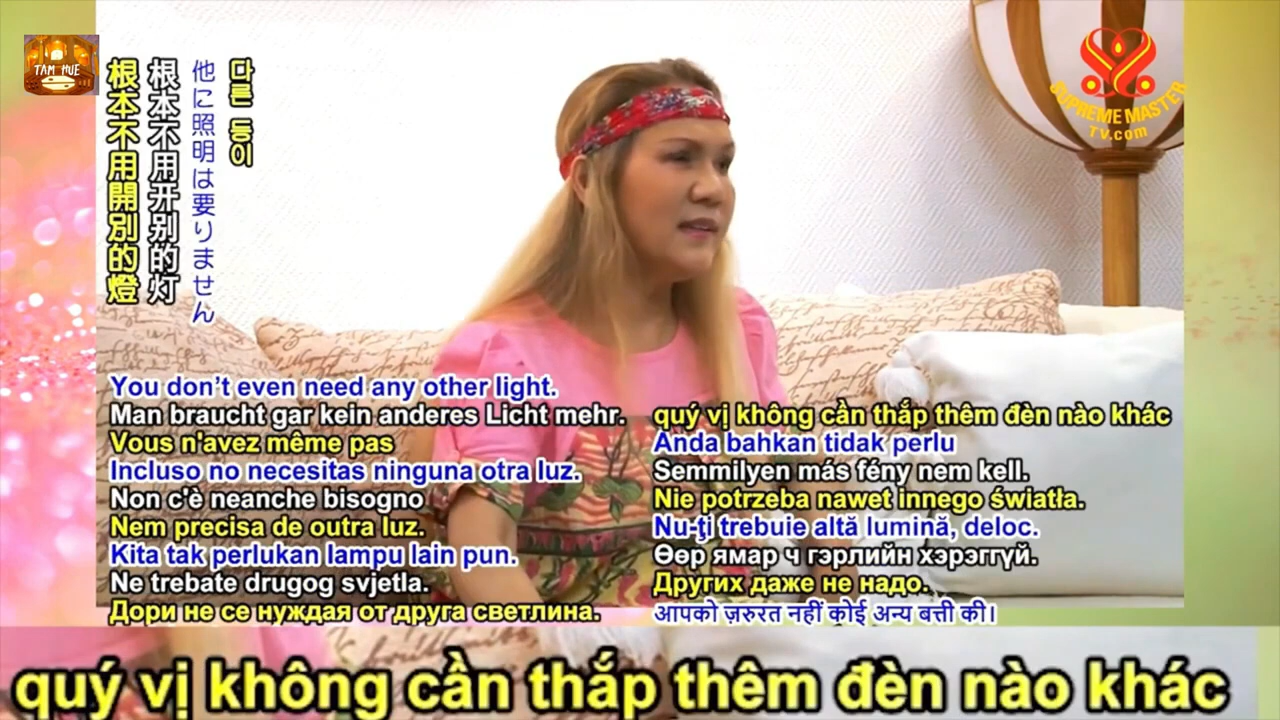 TAM HUE
SUPREME MASTER
TV.com
다른 등이
他に照明は要りません
根本不用开别的灯
根本不用開別的燈
You don't even need any other light.
Man braucht gar kein anderes Licht mehr.
Vous n'avez même pas
Incluso no necesitas ninguna otra luz.
Non c'è neanche bisogno
Nem precisa de outra luz.
Kita tak perlukan lampu lain pun.
Ne trebate drugog svjetla.
Дори не се нуждая от друга светлина.
quý vị không cần thắp thêm đèn nào khác
Anda bahkan tidak perlu
Semmilyen más fény nem kell.
Nie potrzeba nawet innego światła.
Nu-ţi trebuie altă lumină, deloc.
Өөр ямар ч гэрлийн хэрэггүй.
Других даже не надо.
आपको ज़रुरत नहीं कोई अन्य बत्ती की।
quý vị không cần thắp thêm đèn nào khác